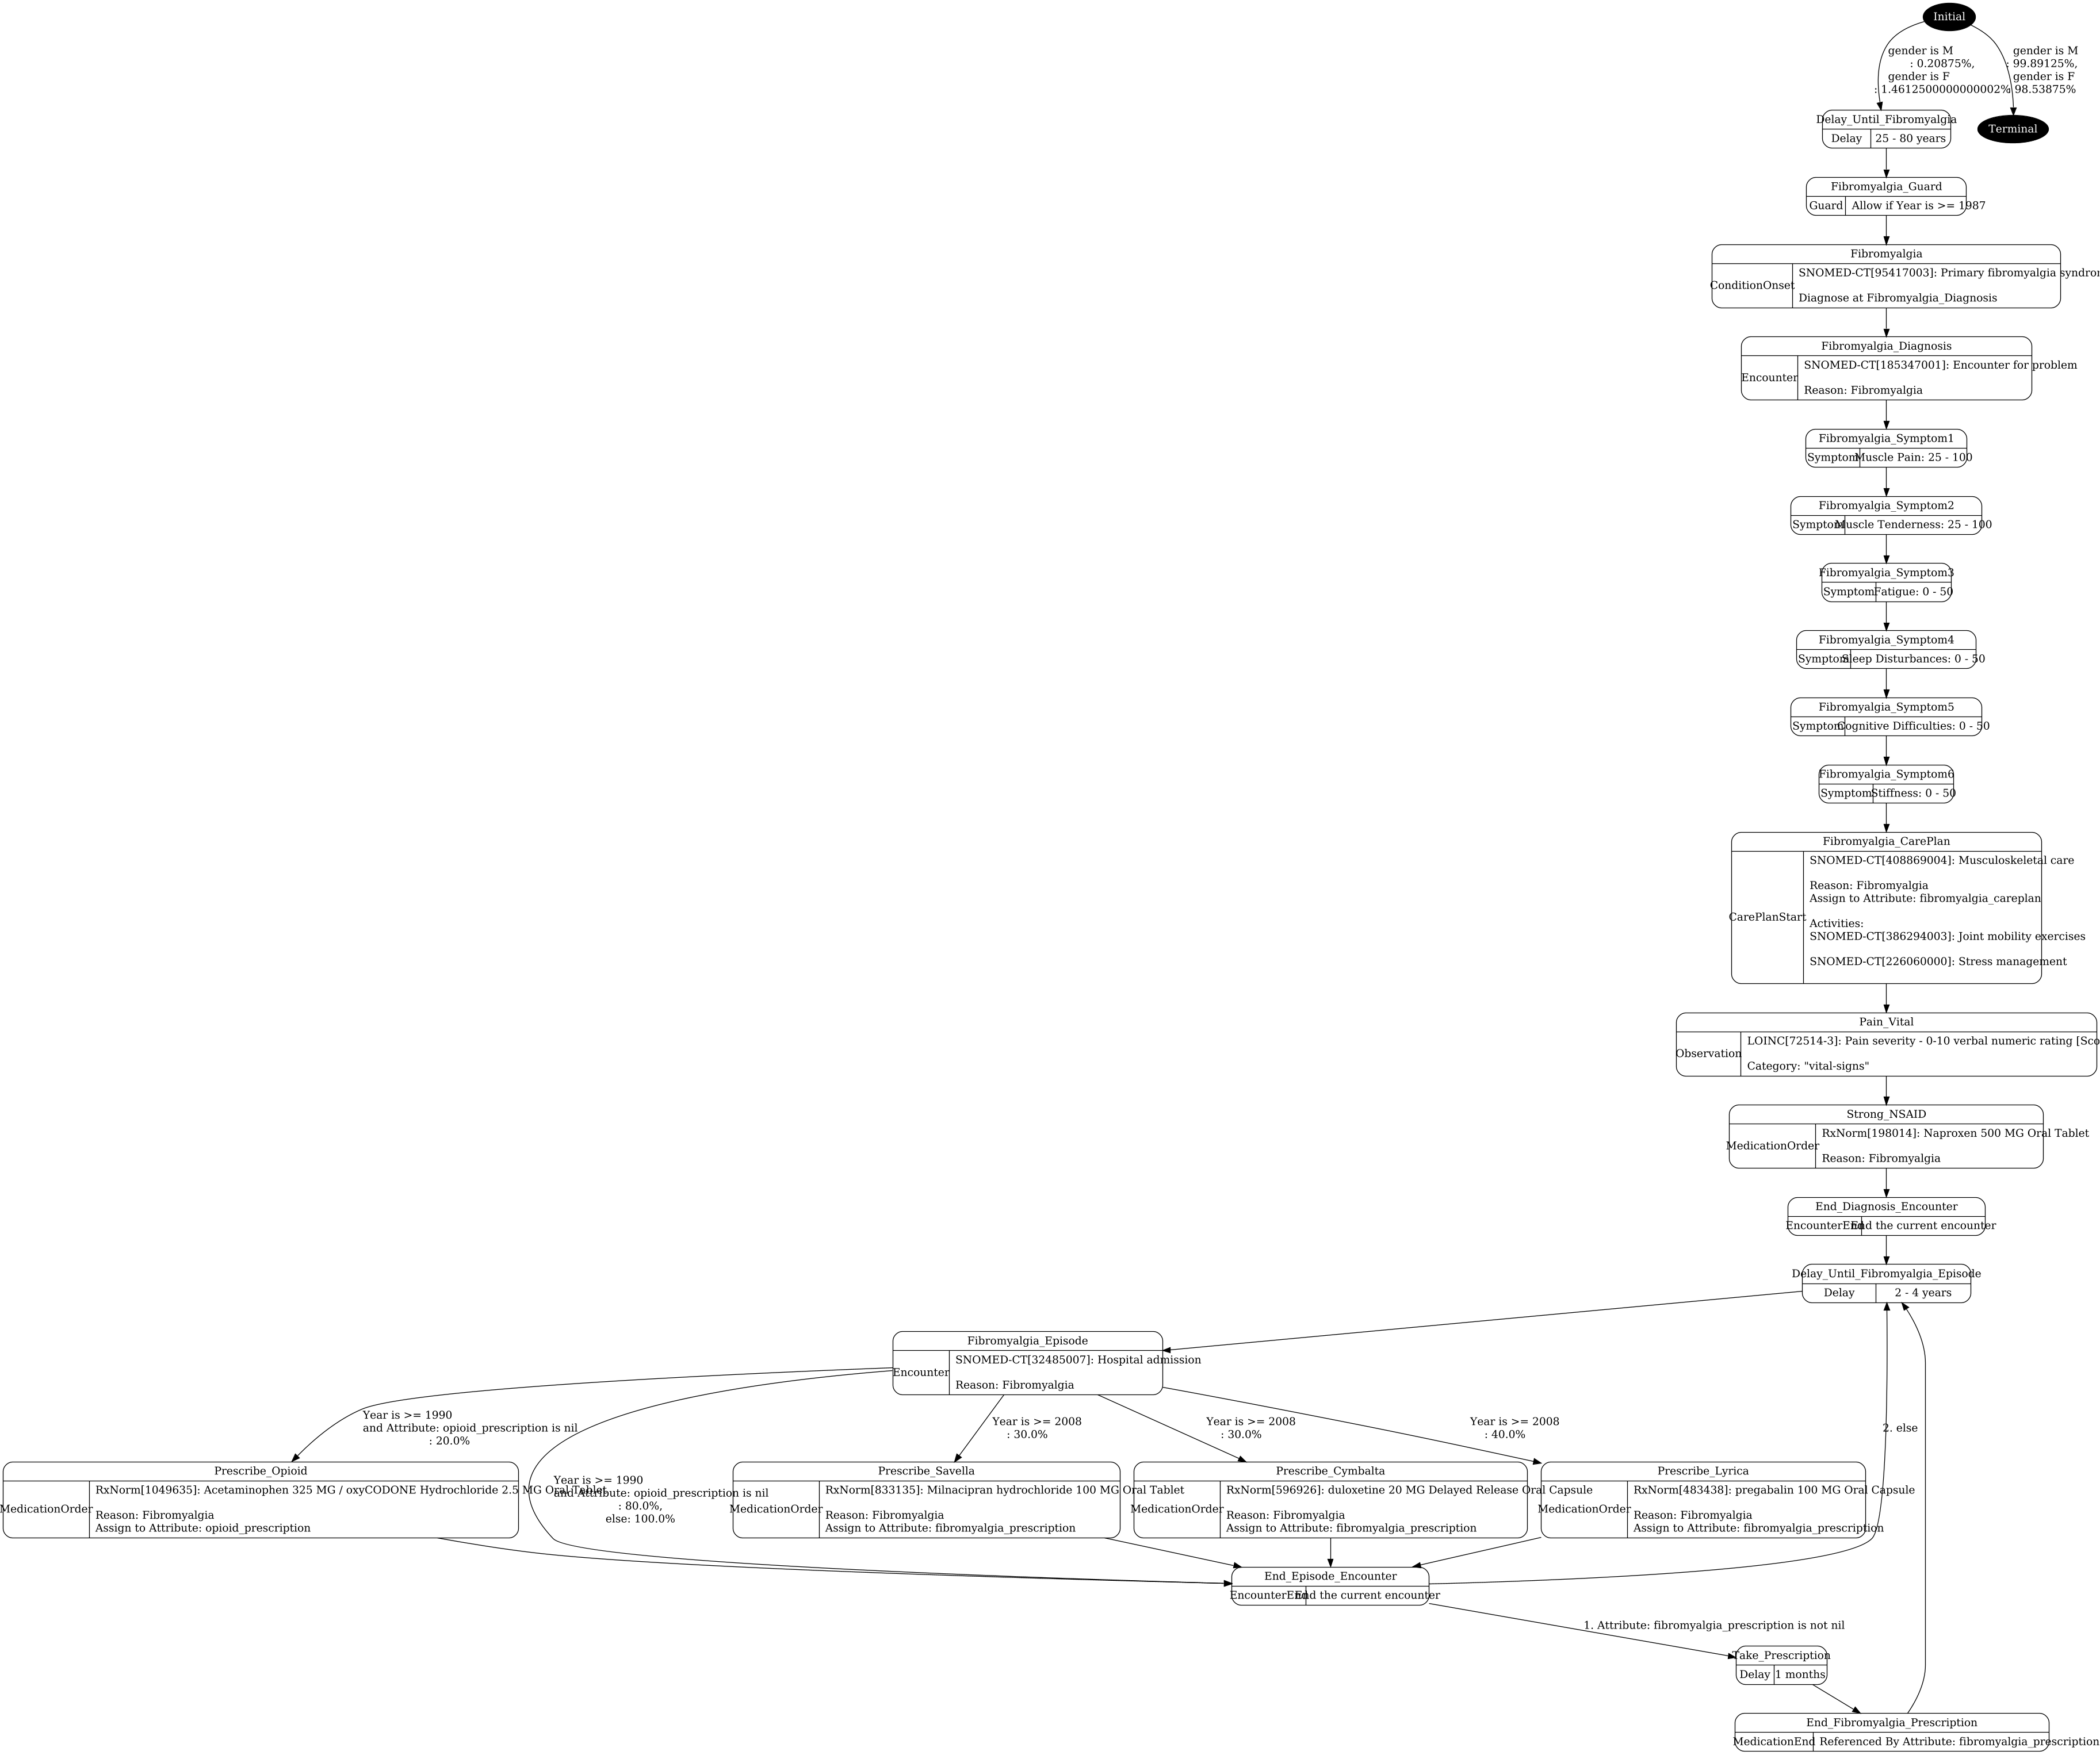 Initial
gender is M
: 0.20875%,
gender is F
: 1.4612500000000002%
gender is M
: 99.89125%,
gender is F
: 98.53875%
Delay_Until_Fibromyalgia
Delay
25 - 80 years
Terminal
Fibromyalgia_Guard
Guard
Allow if Year is >= 1987
Fibromyalgia
ConditionOnset
SNOMED-CT[95417003]: Primary fibromyalgia
Diagnose at Fibromyalgia_Diagnosis
Fibromyalgia_Diagnosis
Encounter
SNOMED-CT[185347001]: Encounter for problem
Reason: Fibromyalgia
Fibromyalgia_Symptom1
Symptom
Muscle Pain: 25 - 100
Fibromyalgia_Symptom2
Symptom
Muscle Tenderness: 25 - 100
Fibromyalgia_Symptom3
Symptom
Fatigue: 0 - 50
Fibromyalgia_Symptom4
Symptom
Sleep Disturbances: 0 - 50
Fibromyalgia_Symptom5
Symptom
Cognitive Difficulties: 0 - 50
Fibromyalgia_Symptom6
Symptom
Stiffness: 0 - 50
Fibromyalgia_CarePlan
CarePlanStart
SNOMED-CT[408869004]: Musculoskeletal care
Reason: Fibromyalgia
Assign to Attribute: fibromyalgia_careplan
Activities:
SNOMED-CT[386294003]: Joint mobility exercises
SNOMED-CT[226060000]: Stress management
Pain_Vital
Observation
LOINC[72514-3]: Pain severity - 0-10 verbal numeric rating [Sco
Category: "vital-signs"
Strong_NSAID
MedicationOrder
RxNorm[198014]: Naproxen 500 MG Oral Tablet
Reason: Fibromyalgia
End_Diagnosis_Encounter
EncounterEnd
End the current encounter
Delay_Until_Fibromyalgia_Episode
Delay
2 - 4 years
Fibromyalgia_Episode
Encounter
SNOMED-CT[32485007]: Hospital admission
Reason: Fibromyalgia
Year is >= 1990
and Attribute: opioid_prescription is nil
: 20.0%
Year is >= 2008
: 30.0%
Year is >= 2008
: 30.0%
Year is >= 2008
: 40.0%
2. else
Prescribe_Opioid
MedicationOrder
RxNorm[1049635]: Acetaminophen 325 MG / oxyCODONE Hydrochloride 2.5 MG Oral Tablet
Reason: Fibromyalgia
Assign to Attribute: opioid_prescription
Year is >= 1990
and Attribute: opioid_prescription is nil
: 80.0%,
else: 100.0%
Prescribe_Savella
MedicationOrder
RxNorm[833135]: Milnacipran hydrochloride 100 MG Oral Tablet
Reason: Fibromyalgia
Assign to Attribute: fibromyalgia_prescription
Prescribe_Cymbalta
MedicationOrder
RxNorm[596926]: duloxetine 20 MG Delayed Release Oral Capsule
Reason: Fibromyalgia
Assign to Attribute: fibromyalgia_prescription
Prescribe_Lyrica
MedicationOrder
RxNorm[483438]: pregabalin 100 MG Oral Capsule
Reason: Fibromyalgia
Assign to Attribute: fibromyalgia_prescription
End_Episode_Encounter
EncounterEnd
End the current encounter
1. Attribute: fibromyalgia_prescription is not nil
Take_Prescription
Delay
1 months
End_Fibromyalgia_Prescription
MedicationEnd
Referenced By Attribute: fibromyalgia_prescription